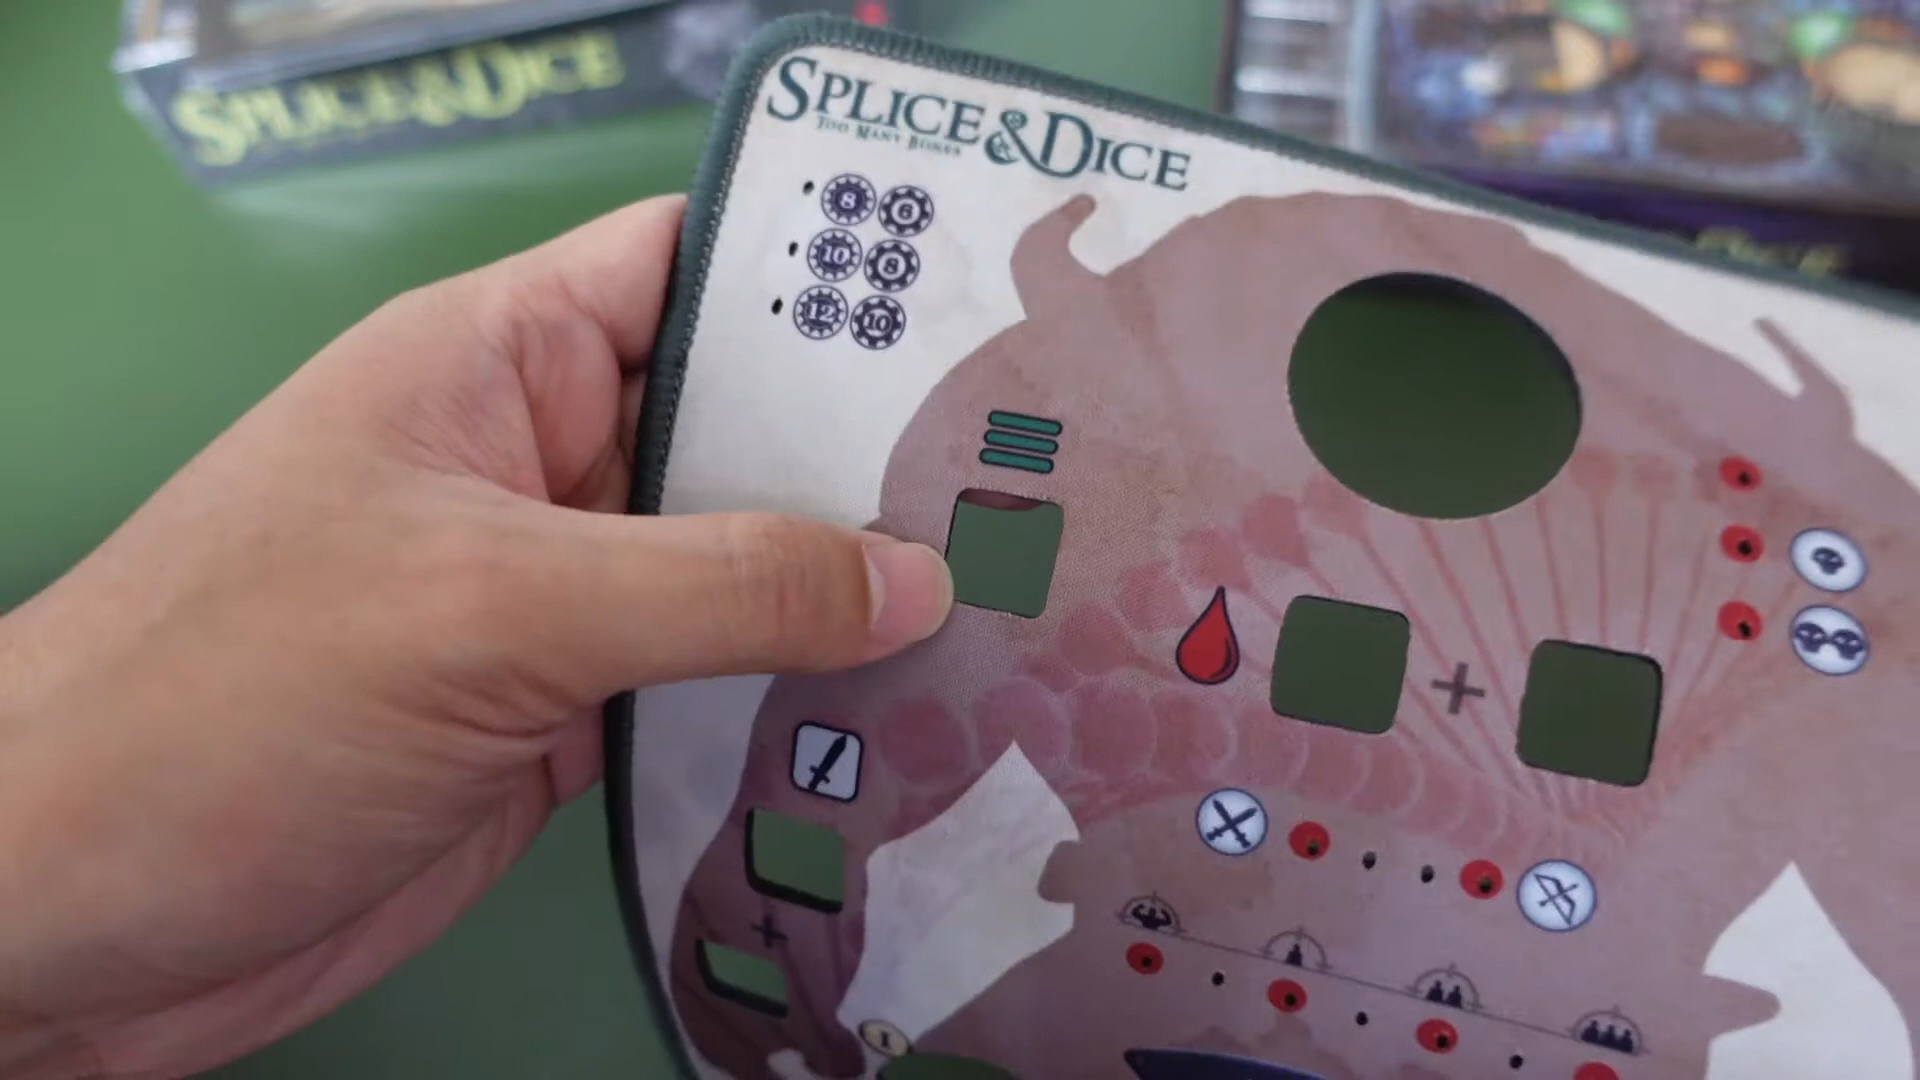 SPLICE & DICE
SPLICE & DICE
TOO MANY BONES
8 6
10 8
12 10
I